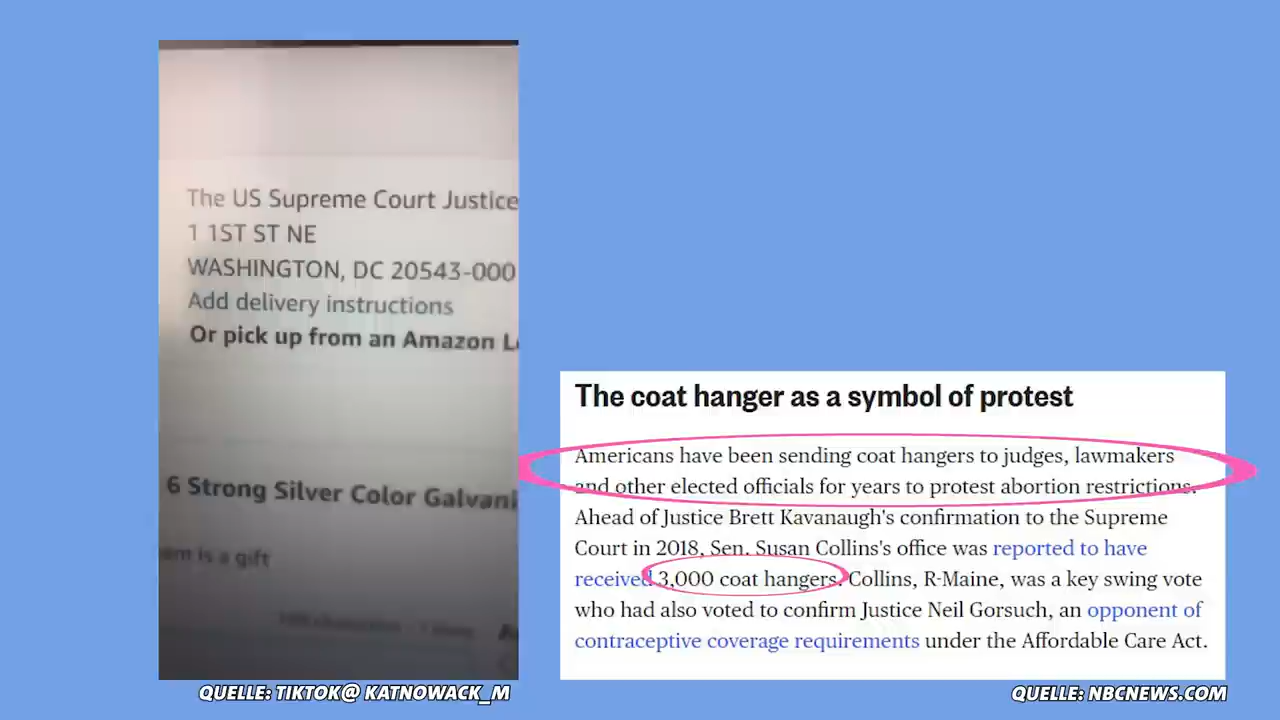 The US Supreme Court Justice
1 1ST ST NE
WASHINGTON, DC 20543-000
Add delivery instructions
Or pick up from an Amazon
6 Strong Silver Color Galvani
is a gift
QUELLE: TIKTOK@ KATNOWACK_M
The coat hanger as a symbol of protest
Americans have been sending coat hangers to judges, lawmakers
and other elected officials for years to protest abortion restrictions.
Ahead of Justice Brett Kavanaugh's confirmation to the Supreme
Court in 2018, Sen. Susan Collins's office was reported to have
received 3,000 coat hangers. Collins, R-Maine, was a key swing vote
who had also voted to confirm Justice Neil Gorsuch, an opponent of
contraceptive coverage requirements under the Affordable Care Act.
QUELLE: NBCNEWS.COM